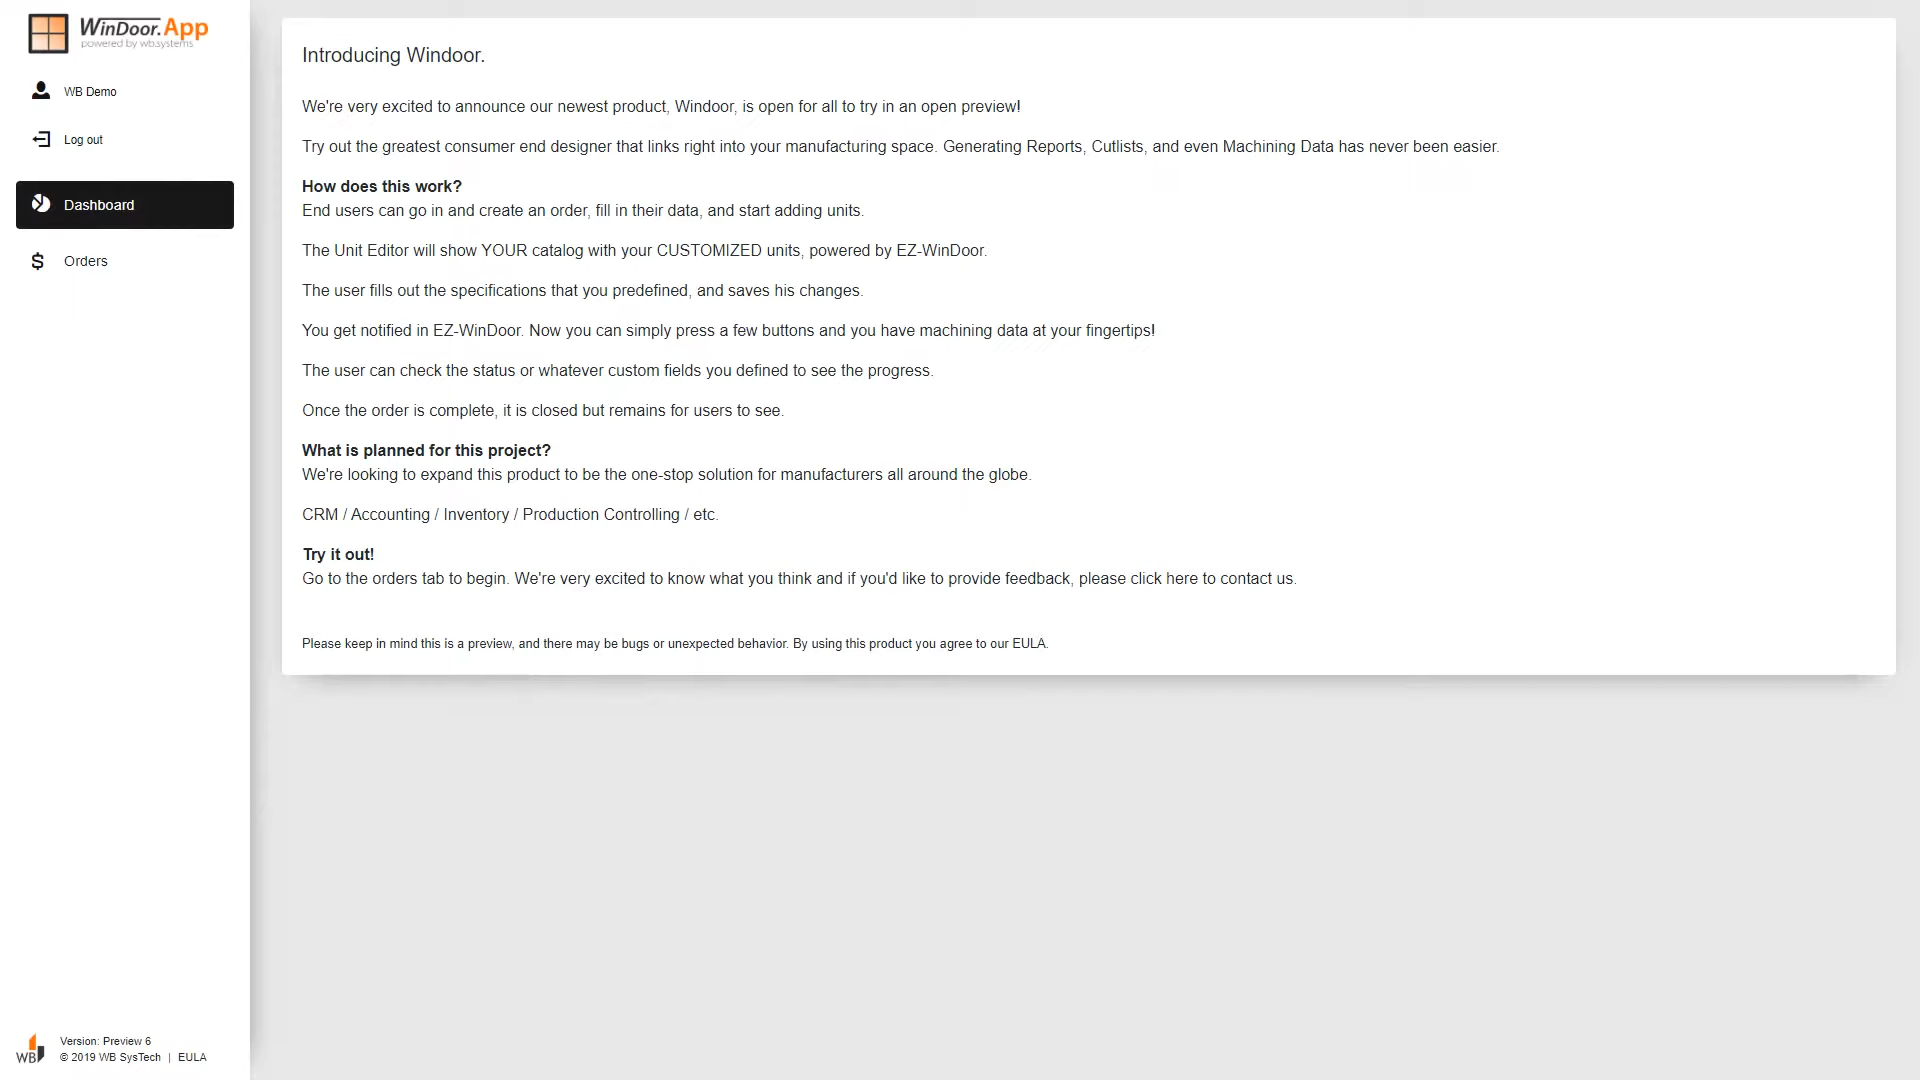 WinDoor.App
powered by wb.systems
WB Demo
Log out
Dashboard
Orders
Introducing Windoor.
We're very excited to announce our newest product, Windoor, is open for all to try in an open preview!
Try out the greatest consumer end designer that links right into your manufacturing space. Generating Reports, Cutlists, and even Machining Data has never been easier.
How does this work?
End users can go in and create an order, fill in their data, and start adding units.
The Unit Editor will show YOUR catalog with your CUSTOMIZED units, powered by EZ-WinDoor.
The user fills out the specifications that you predefined, and saves his changes.
You get notified in EZ-WinDoor. Now you can simply press a few buttons and you have machining data at your fingertips!
The user can check the status or whatever custom fields you defined to see the progress.
Once the order is complete, it is closed but remains for users to see.
What is planned for this project?
We're looking to expand this product to be the one-stop solution for manufacturers all around the globe.
CRM / Accounting / Inventory / Production Controlling / etc.
Try it out!
Go to the orders tab to begin. We're very excited to know what you think and if you'd like to provide feedback, please click here to contact us.
Please keep in mind this is a preview, and there may be bugs or unexpected behavior. By using this product you agree to our EULA.
WB
Version: Preview 6
© 2019 WB SysTech | EULA